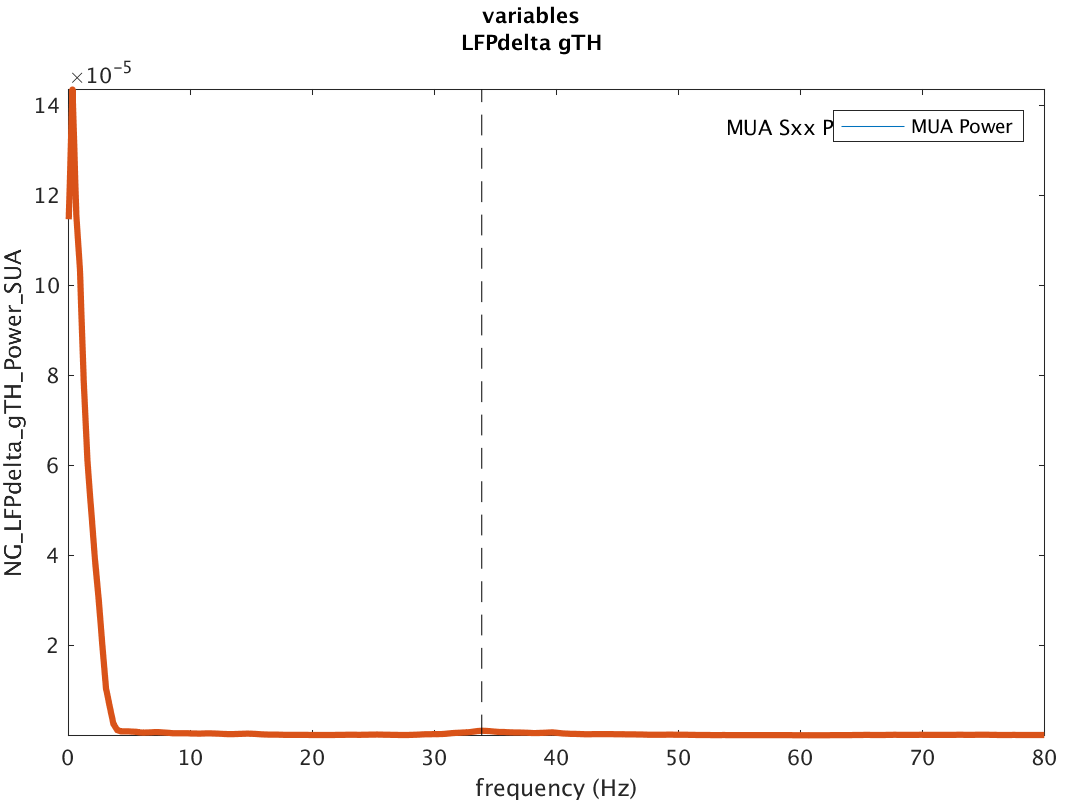 variables
LFPdelta gTH
×10-5
14
12
10
8
6
4
2
NG_LFPdelta_gTH_Power_SUA
MUA Sxx P
MUA Power
0 10 20 30 40 50 60 70 80
frequency (Hz)